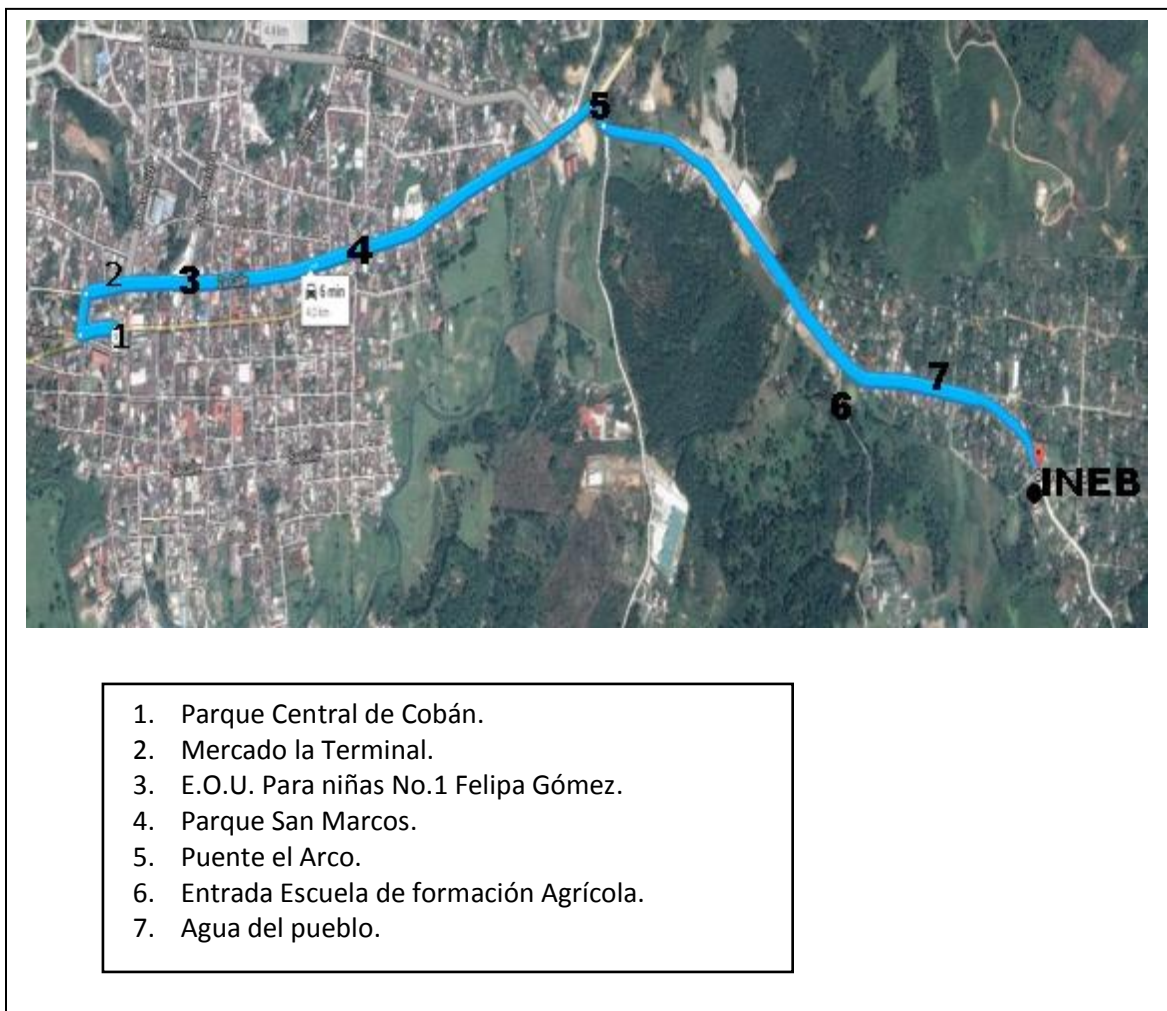 5
4
6 min
2
3
1
7
6
INEB
1. Parque Central de Cobán.
2. Mercado la Terminal.
3. E.O.U. Para niñas No.1 Felipa Gómez.
4. Parque San Marcos.
5. Puente el Arco.
6. Entrada Escuela de formación Agrícola.
7. Agua del pueblo.